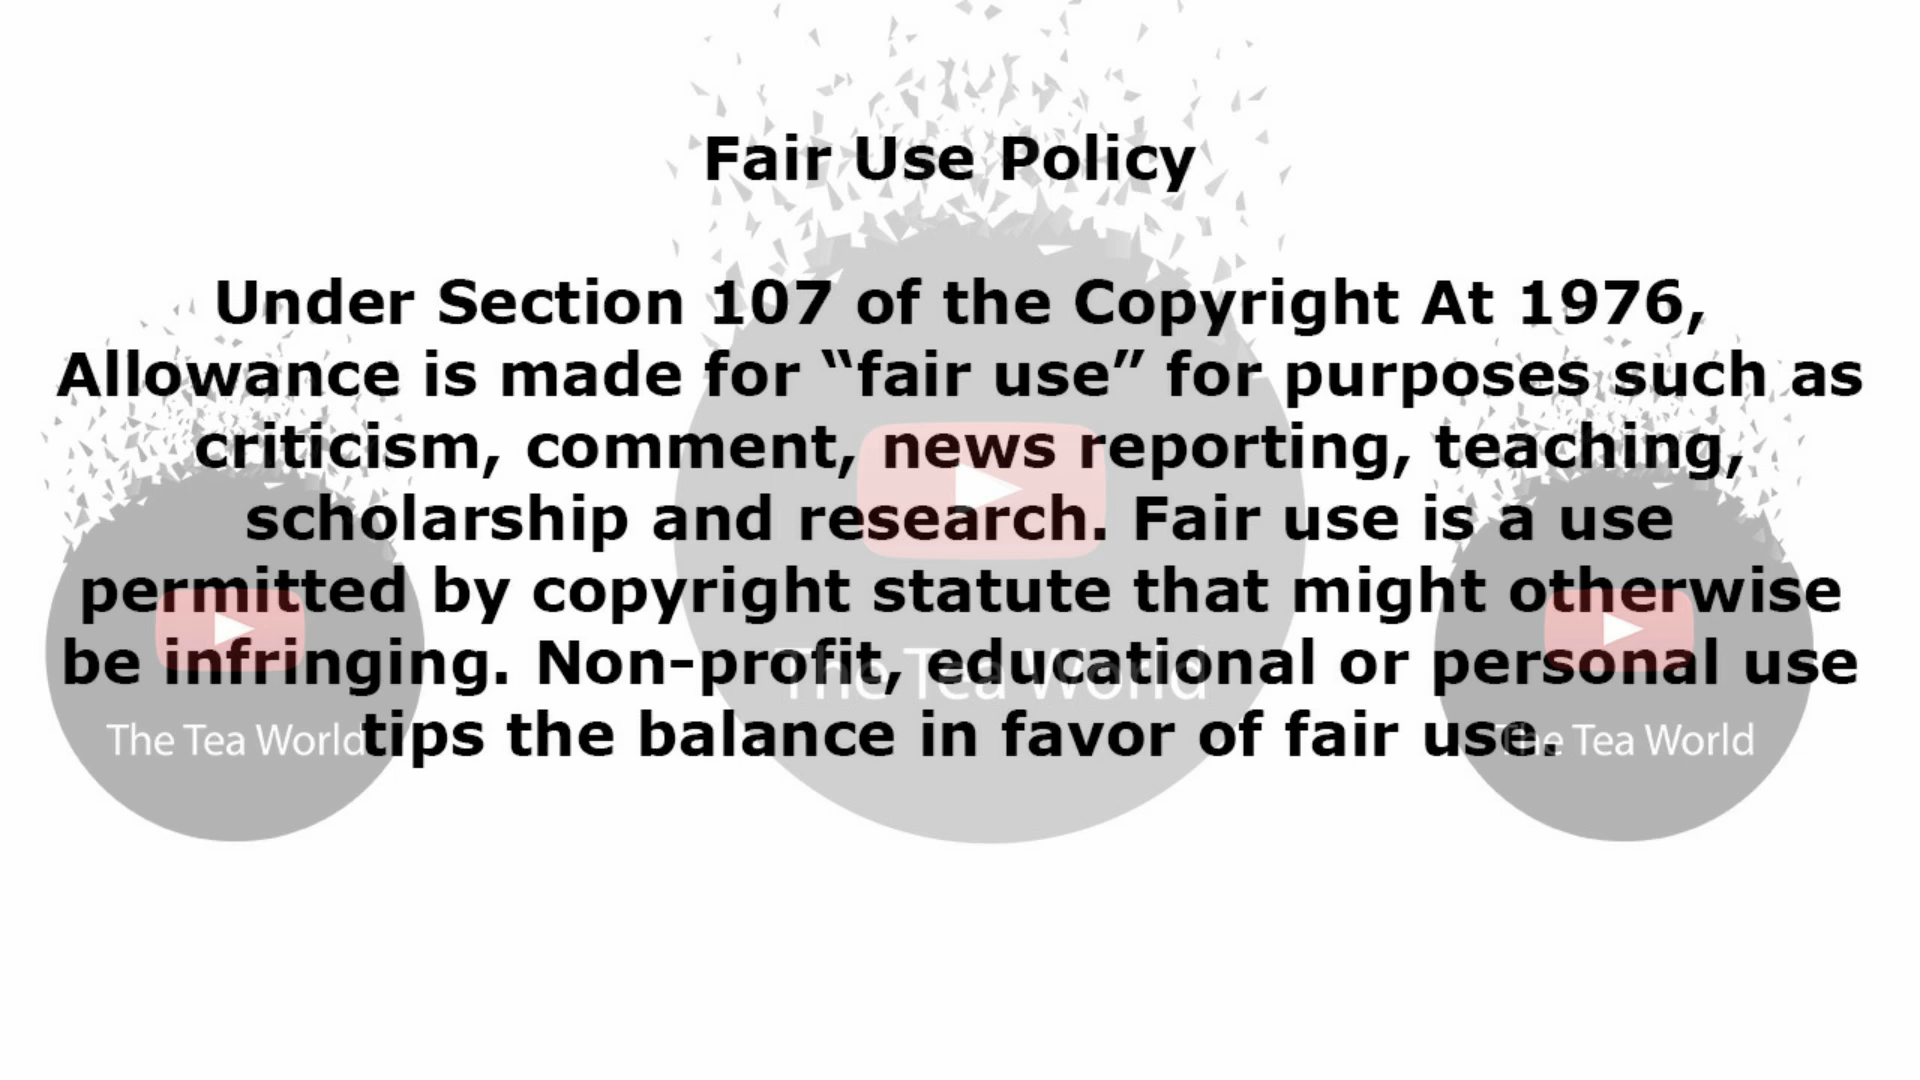 Fair Use Policy
Under Section 107 of the Copyright At 1976,
Allowance is made for “fair use” for purposes such as
criticism, comment, news reporting, teaching,
scholarship and research. Fair use is a use
permitted by copyright statute that might otherwise
be infringing. Non-profit, educational or personal use
The Tea World
tips the balance in favor of fair use.
The Tea World
The Tea World